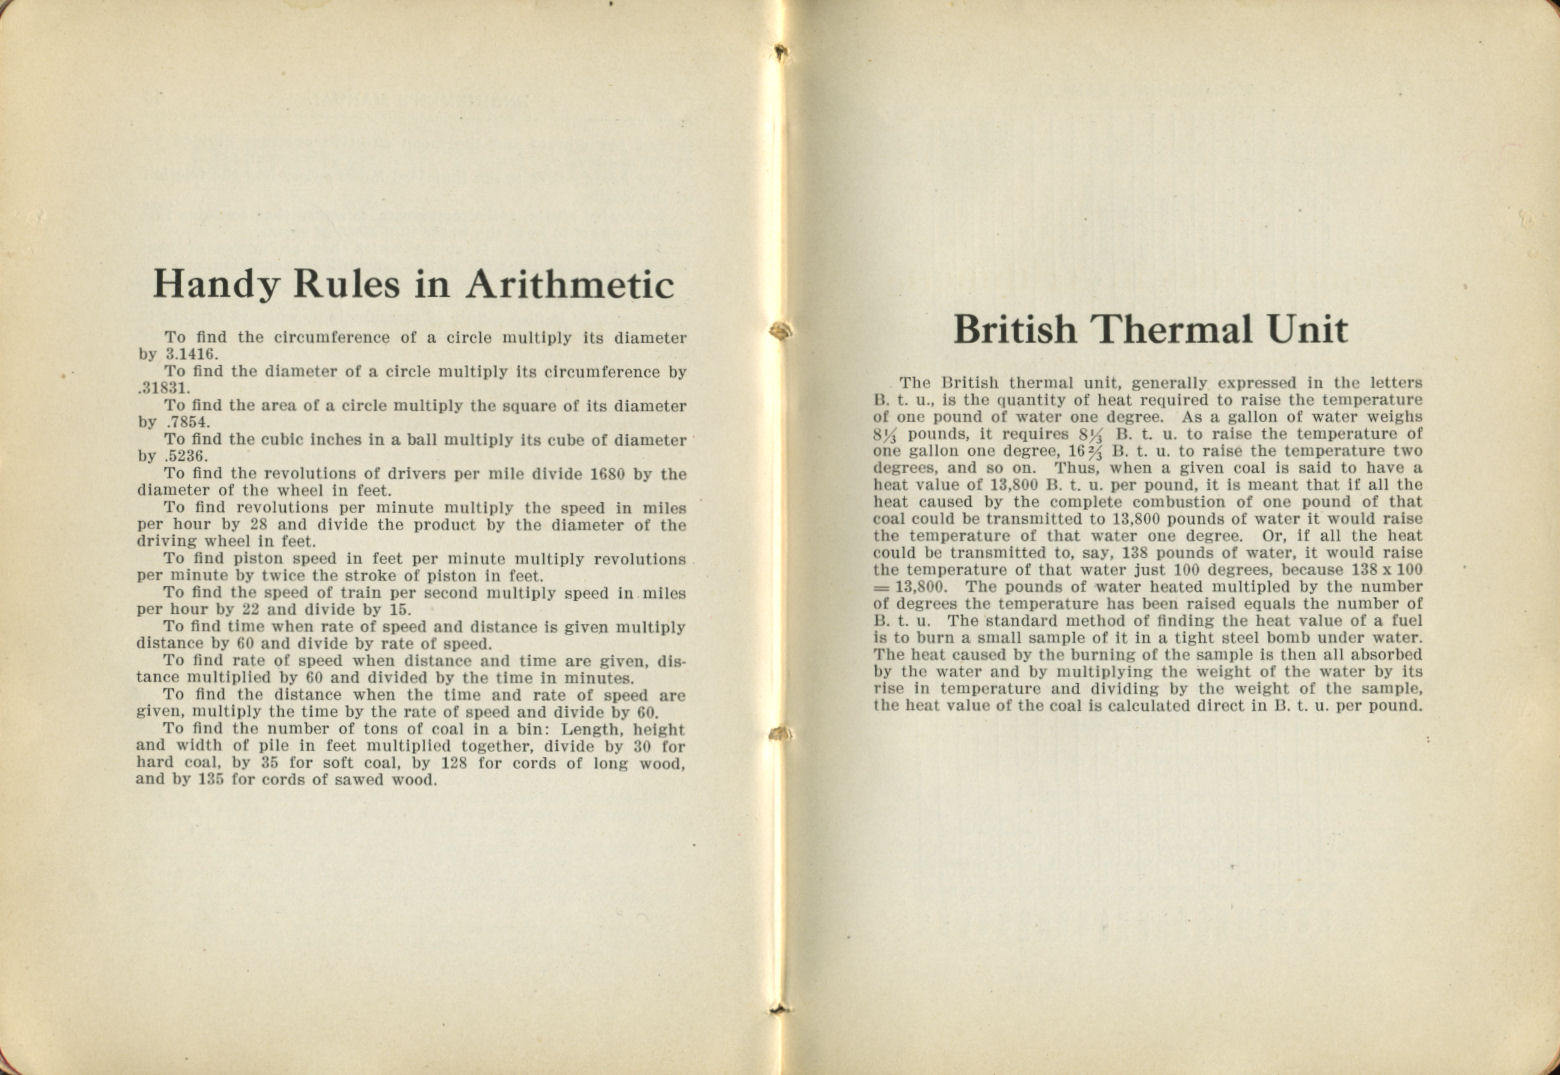 Handy Rules in Arithmetic
To find the circumference of a circle multiply its diameter
by 3.1416.
To find the diameter of a circle multiply its circumference by
.31831.
To find the area of a circle multiply the square of its diameter
by .7854.
To find the cubic inches in a ball multiply its cube of diameter
by .5236.
To find the revolutions of drivers per mile divide 1680 by the
diameter of the wheel in feet.
To find revolutions per minute multiply the speed in miles
per hour by 28 and divide the product by the diameter of the
driving wheel in feet.
To find piston speed in feet per minute multiply revolutions
per minute by twice the stroke of piston in feet.
To find the speed of train per second multiply speed in miles
per hour by 22 and divide by 15.
To find time when rate of speed and distance is given multiply
distance by 60 and divide by rate of speed.
To find rate of speed when distance and time are given, dis-
tance multiplied by 60 and divided by the time in minutes.
To find the distance when the time and rate of speed are
given, multiply the time by the rate of speed and divide by 60.
To find the number of tons of coal in a bin: Length, height
and width of pile in feet multiplied together, divide by 30 for
hard coal, by 35 for soft coal, by 128 for cords of long wood,
and by 135 for cords of sawed wood.
British Thermal Unit
The British thermal unit, generally expressed in the letters
B. t. u., is the quantity of heat required to raise the temperature
of one pound of water one degree. As a gallon of water weighs
8⅓ pounds, it requires 8⅓ B. t. u. to raise the temperature of
one gallon one degree, 16⅔ B. t. u. to raise the temperature two
degrees, and so on. Thus, when a given coal is said to have a
heat value of 13,800 B. t. u. per pound, it is meant that if all the
heat caused by the complete combustion of one pound of that
coal could be transmitted to 13,800 pounds of water it would raise
the temperature of that water one degree. Or, if all the heat
could be transmitted to, say, 138 pounds of water, it would raise
the temperature of that water just 100 degrees, because 138 x 100
= 13,800. The pounds of water heated multipled by the number
of degrees the temperature has been raised equals the number of
B. t. u. The standard method of finding the heat value of a fuel
is to burn a small sample of it in a tight steel bomb under water.
The heat caused by the burning of the sample is then all absorbed
by the water and by multiplying the weight of the water by its
rise in temperature and dividing by the weight of the sample,
the heat value of the coal is calculated direct in B. t. u. per pound.